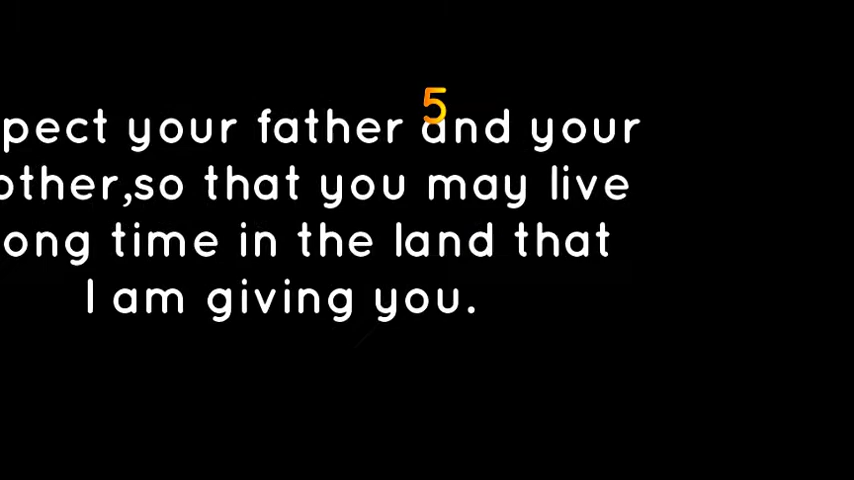 5
pect your father and your
other,so that you may live
ong time in the land that
I am giving you.